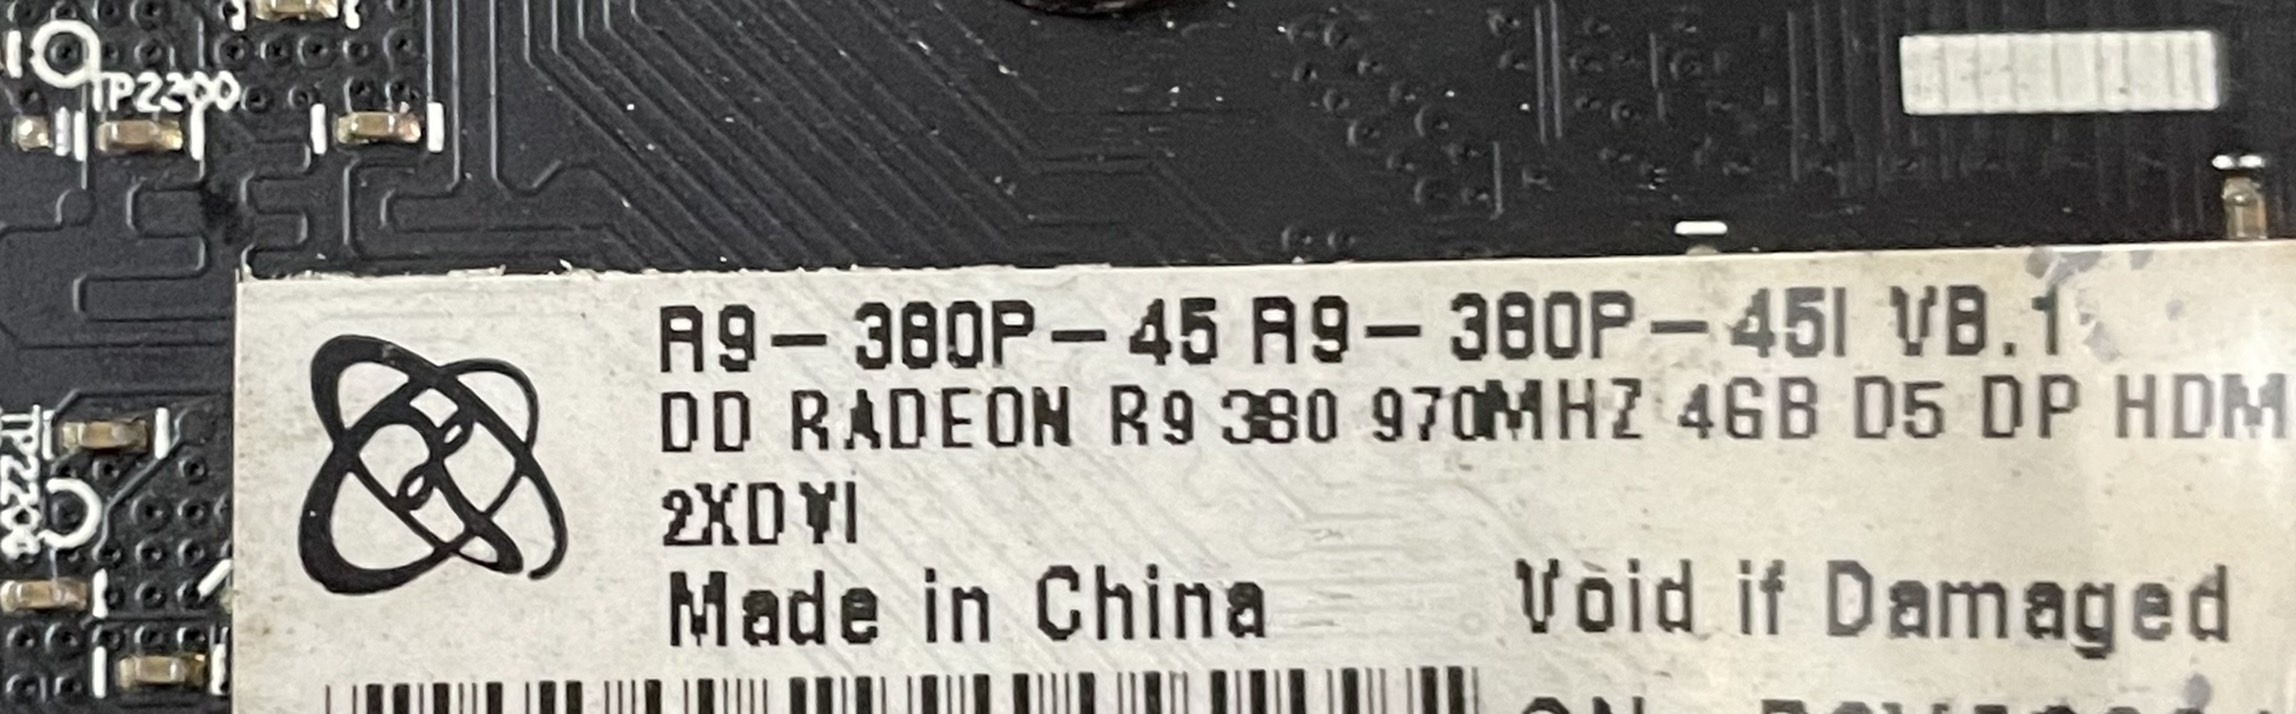 TP2200
R9-380P-45 R9-380P-45I V8.1
DD RADEON R9 380 970MHZ 4GB D5 DP HDM
2XDVI
Made in China
Void if Damaged